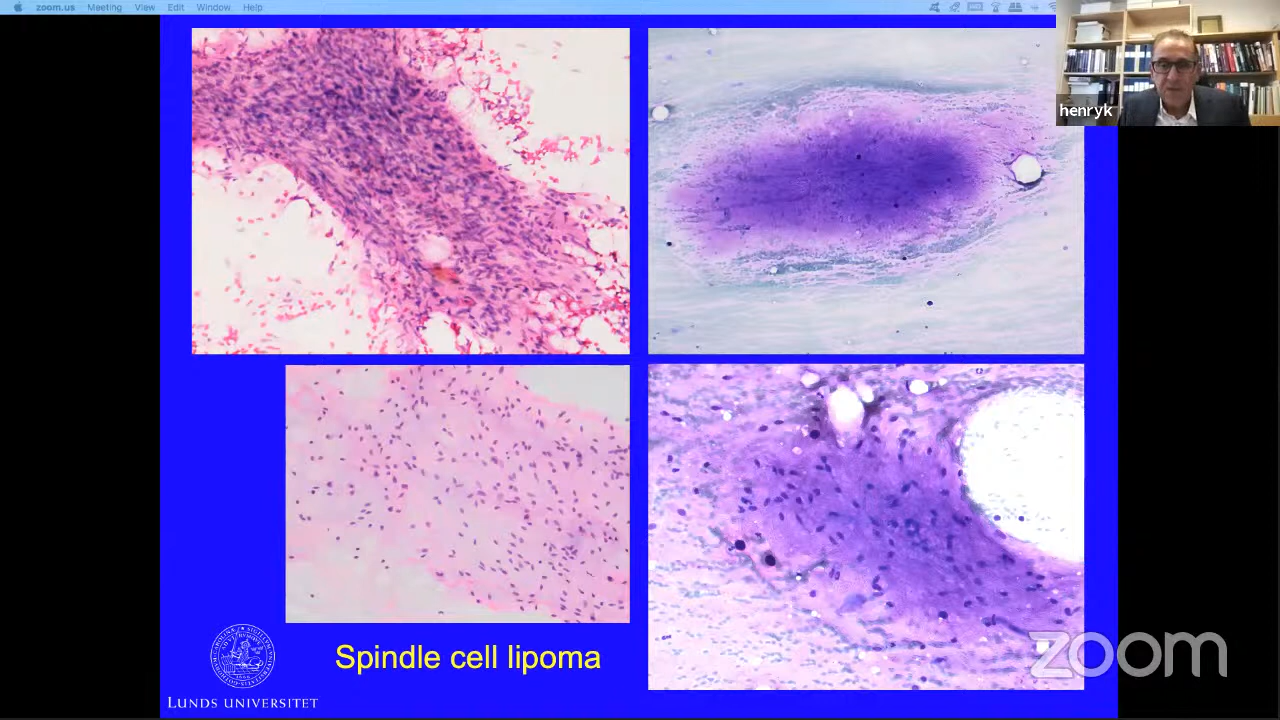 zoom.us Meeting View Edit Window Help
henryk
Spindle cell lipoma
zoom
LUNDS UNIVERSITET